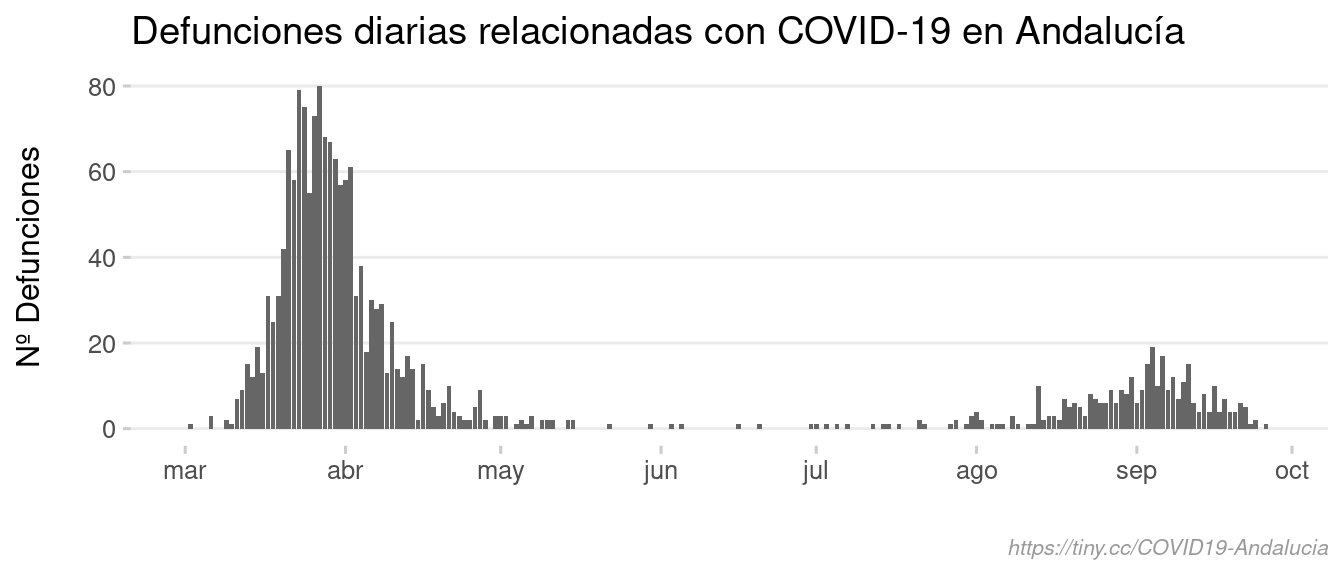 Defunciones diarias relacionadas con COVID-19 en Andalucía
Nº Defunciones
80
60
40
20
0
mar abr may jun jul ago sep oct
https://tiny.cc/COVID19-Andalucia